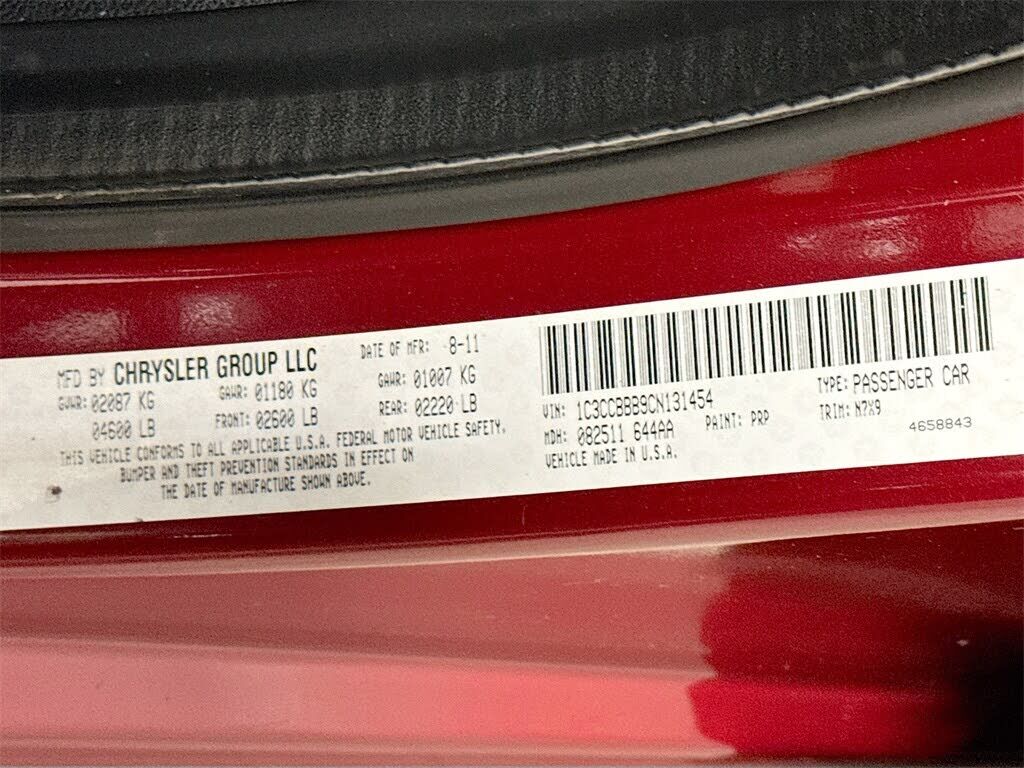 MFD BY CHRYSLER GROUP LLC DATE OF MFR: 8-11
GVWR: 02087 KG GAWR: 01180 KG GAWR: 01007 KG
04600 LB FRONT: 02600 LB REAR: 02220 LB
THIS VEHICLE CONFORMS TO ALL APPLICABLE U.S.A. FEDERAL MOTOR VEHICLE SAFETY,
BUMPER AND THEFT PREVENTION STANDARDS IN EFFECT ON
THE DATE OF MANUFACTURE SHOWN ABOVE.
VIN: 1C3CCBBB9CN131454 TYPE: PASSENGER CAR
MDH: 082511 644AA PAINT: PRP TRIM: N7X9
VEHICLE MADE IN U.S.A. 4658843